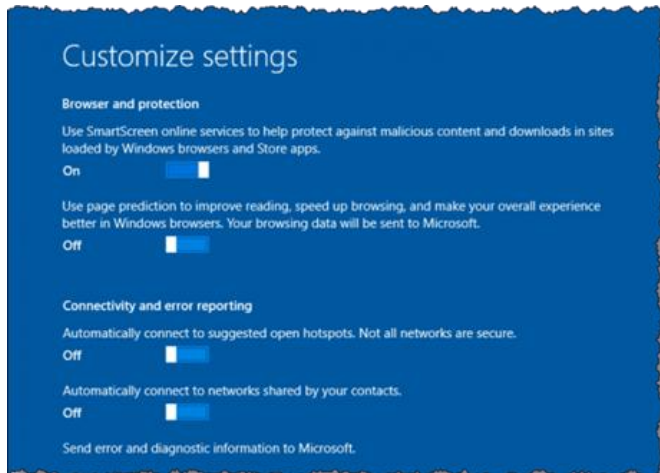 Customize settings
Browser and protection
Use SmartScreen online services to help protect against malicious content and downloads in sites
loaded by Windows browsers and Store apps.
On
Use page prediction to improve reading, speed up browsing, and make your overall experience
better in Windows browsers. Your browsing data will be sent to Microsoft.
Off
Connectivity and error reporting
Automatically connect to suggested open hotspots. Not all networks are secure.
Off
Automatically connect to networks shared by your contacts.
Off
Send error and diagnostic information to Microsoft.